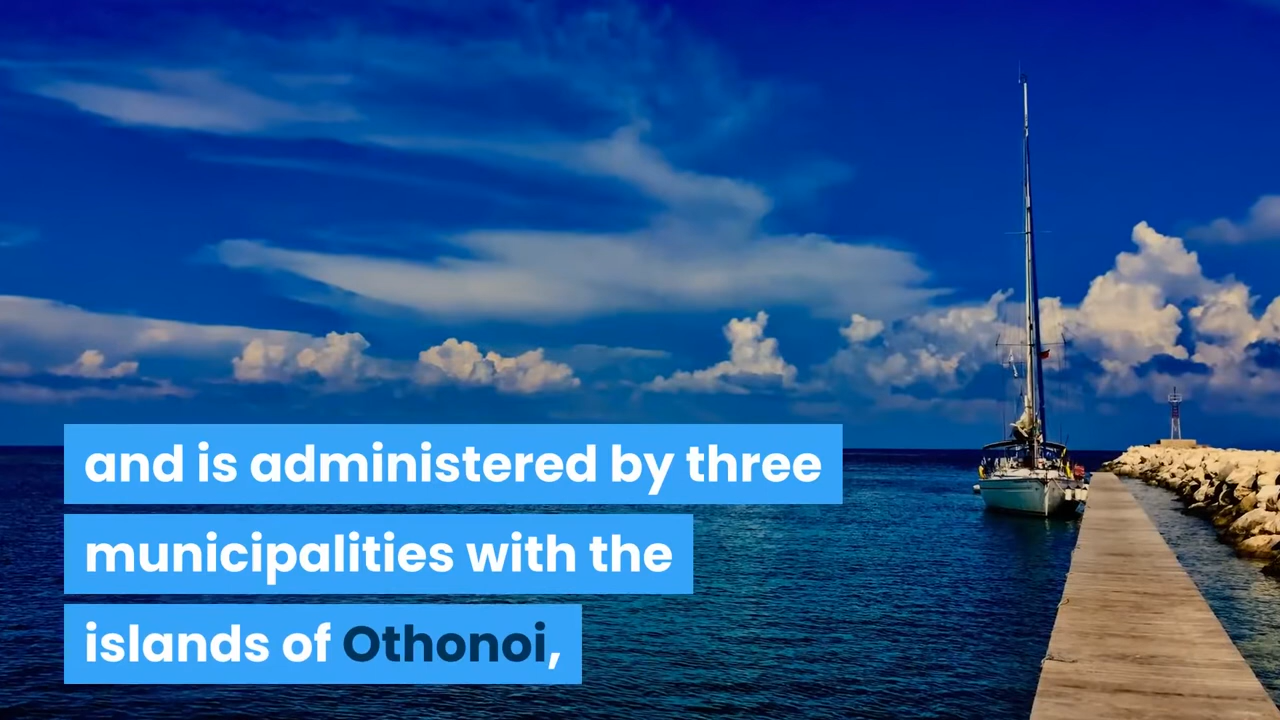 and is administered by three
municipalities with the
islands of Othonoi,